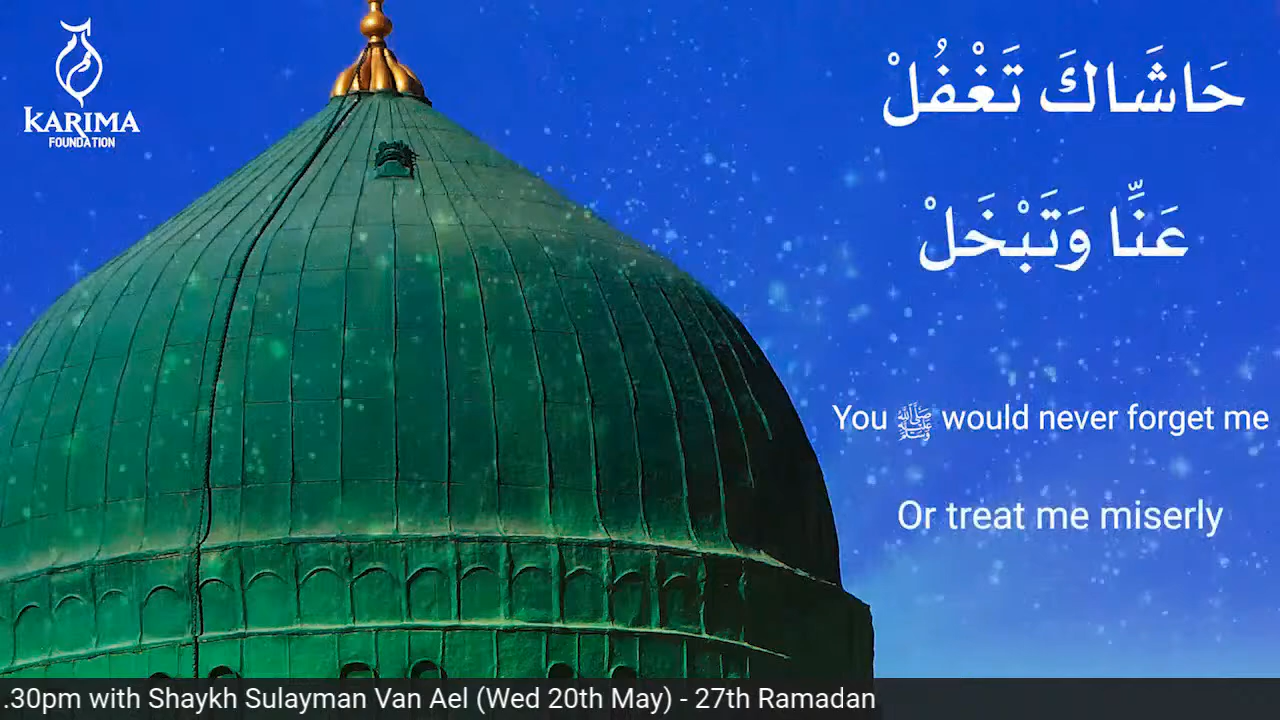 KARIMA
FOUNDATION
حَاشَاكَ تَغْفُلْ
عَنِّا وَتَبْخَلْ
You ﷺ would never forget me
Or treat me miserly
.30pm with Shaykh Sulayman Van Ael (Wed 20th May) - 27th Ramadan